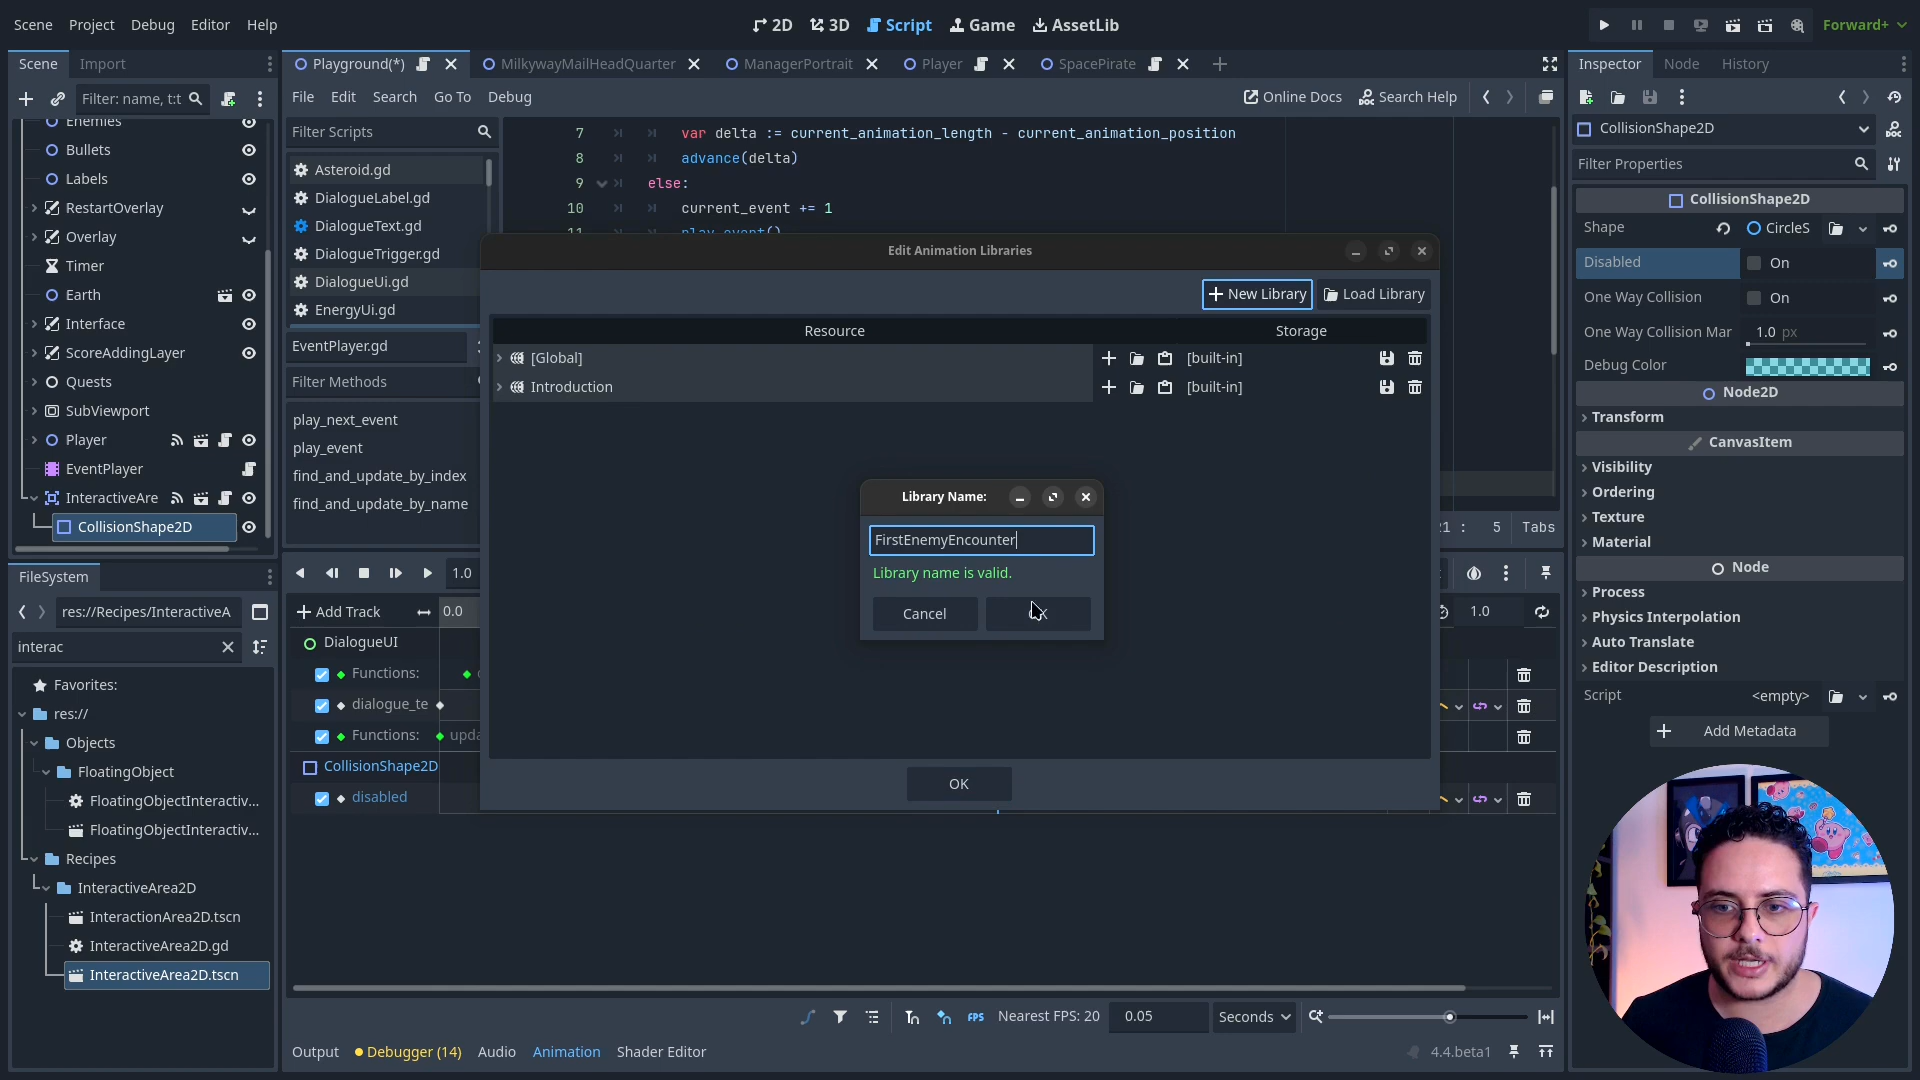 Scene Project Debug Editor Help
2D 3D Script Game AssetLib
Forward+
Scene Import
Filter: name, t:t
Enemies
Bullets
Labels
RestartOverlay
Overlay
Timer
Earth
Interface
ScoreAddingLayer
Quests
SubViewport
Player
EventPlayer
InteractiveAre
CollisionShape2D
FileSystem
res://Recipes/InteractiveA
interac
Favorites:
res://
Objects
FloatingObject
FloatingObjectInteractiv...
FloatingObjectInteractiv...
Recipes
InteractiveArea2D
InteractionArea2D.tscn
InteractiveArea2D.gd
InteractiveArea2D.tscn
Playground(*) MilkywayMailHeadQuarter ManagerPortrait Player SpacePirate
File Edit Search Go To Debug
Online Docs Search Help
Filter Scripts
Asteroid.gd
DialogueLabel.gd
DialogueText.gd
DialogueTrigger.gd
DialogueUi.gd
EnergyUi.gd
EventPlayer.gd
Filter Methods
play_next_event
play_event
find_and_update_by_index
find_and_update_by_name
7 var delta := current_animation_length - current_animation_position
8 advance(delta)
9 else:
10 current_event += 1
11 play_event()
21 : 5 Tabs
Edit Animation Libraries
New Library Load Library
Resource Storage
[Global] [built-in]
Introduction [built-in]
Library Name:
FirstEnemyEncounter
Library name is valid.
Cancel
OK
1.0
Add Track 0.0 1.0
DialogueUI
Functions:
dialogue_te
Functions: upda
CollisionShape2D
disabled
Nearest FPS: 20 0.05 Seconds
Output Debugger (14) Audio Animation Shader Editor
4.4.beta1
Inspector Node History
CollisionShape2D
Filter Properties
CollisionShape2D
Shape CircleS
Disabled On
One Way Collision On
One Way Collision Mar 1.0 px
Debug Color
Node2D
Transform
CanvasItem
Visibility
Ordering
Texture
Material
Node
Process
Physics Interpolation
Auto Translate
Editor Description
Script <empty>
Add Metadata